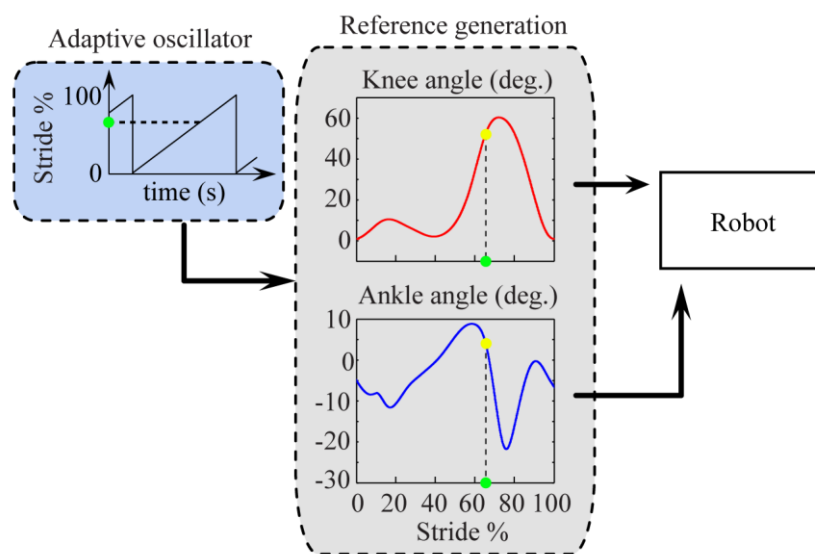 Adaptive oscillator
Stride %
100
0
time (s)
Reference generation
Knee angle (deg.)
60
40
20
0
Ankle angle (deg.)
10
0
-10
-20
-30
0 20 40 60 80 100
Stride %
Robot